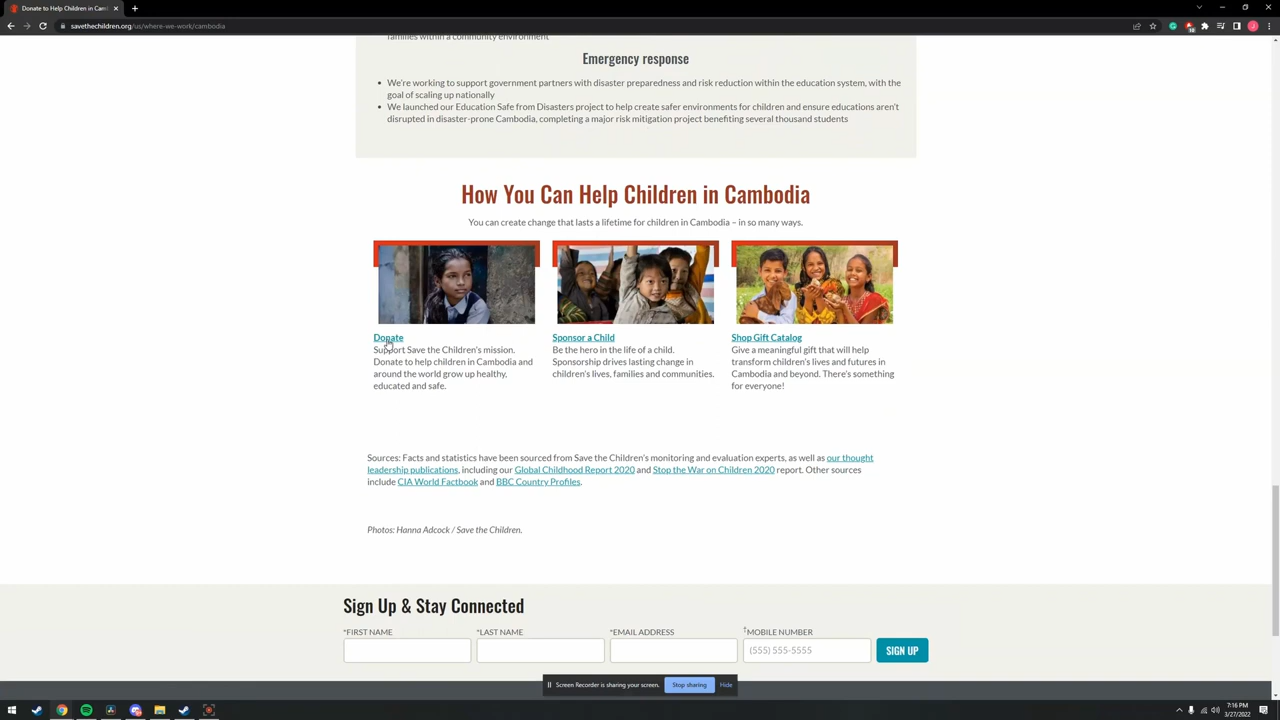 Donate to Help Children in Cam
savethechildren.org/us/where-we-work/cambodia
families within a community environment
Emergency response
• We're working to support government partners with disaster preparedness and risk reduction within the education system, with the
goal of scaling up nationally
• We launched our Education Safe from Disasters project to help create safer environments for children and ensure educations aren't
disrupted in disaster-prone Cambodia, completing a major risk mitigation project benefiting several thousand students
How You Can Help Children in Cambodia
You can create change that lasts a lifetime for children in Cambodia – in so many ways.
Donate
Support Save the Children's mission.
Donate to help children in Cambodia and
around the world grow up healthy,
educated and safe.
Sponsor a Child
Be the hero in the life of a child.
Sponsorship drives lasting change in
children's lives, families and communities.
Shop Gift Catalog
Give a meaningful gift that will help
transform children's lives and futures in
Cambodia and beyond. There's something
for everyone!
Sources: Facts and statistics have been sourced from Save the Children's monitoring and evaluation experts, as well as our thought
leadership publications, including our Global Childhood Report 2020 and Stop the War on Children 2020 report. Other sources
include CIA World Factbook and BBC Country Profiles.
Photos: Hanna Adcock / Save the Children.
Sign Up & Stay Connected
*FIRST NAME
*LAST NAME
*EMAIL ADDRESS
‡MOBILE NUMBER
(555) 555-5555
SIGN UP
Screen Recorder is sharing your screen.
Stop sharing
Hide
7:16 PM
3/27/2022